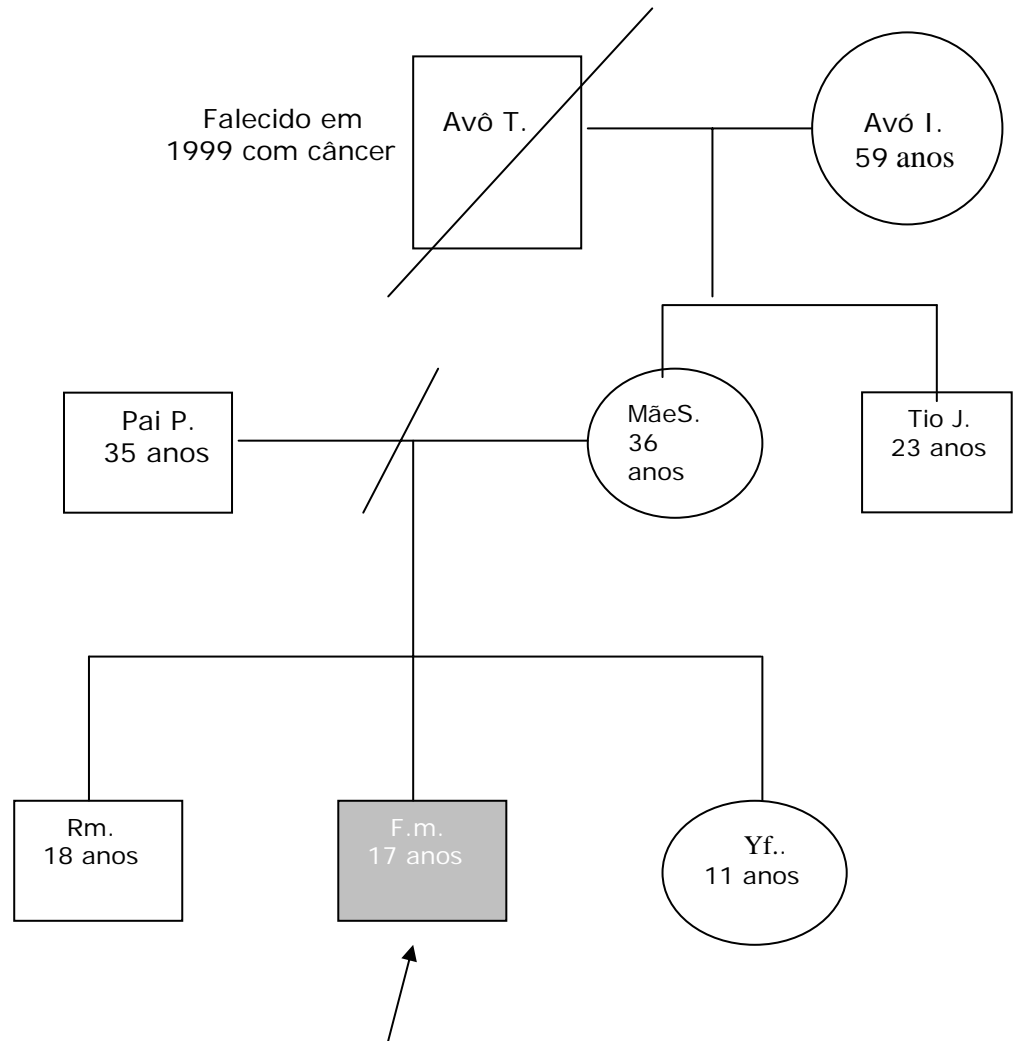 Falecido em
1999 com câncer
Avô T.
Avó I.
59 anos
Pai P.
35 anos
MãeS.
36
anos
Tio J.
23 anos
Rm.
18 anos
F.m.
17 anos
Yf..
11 anos